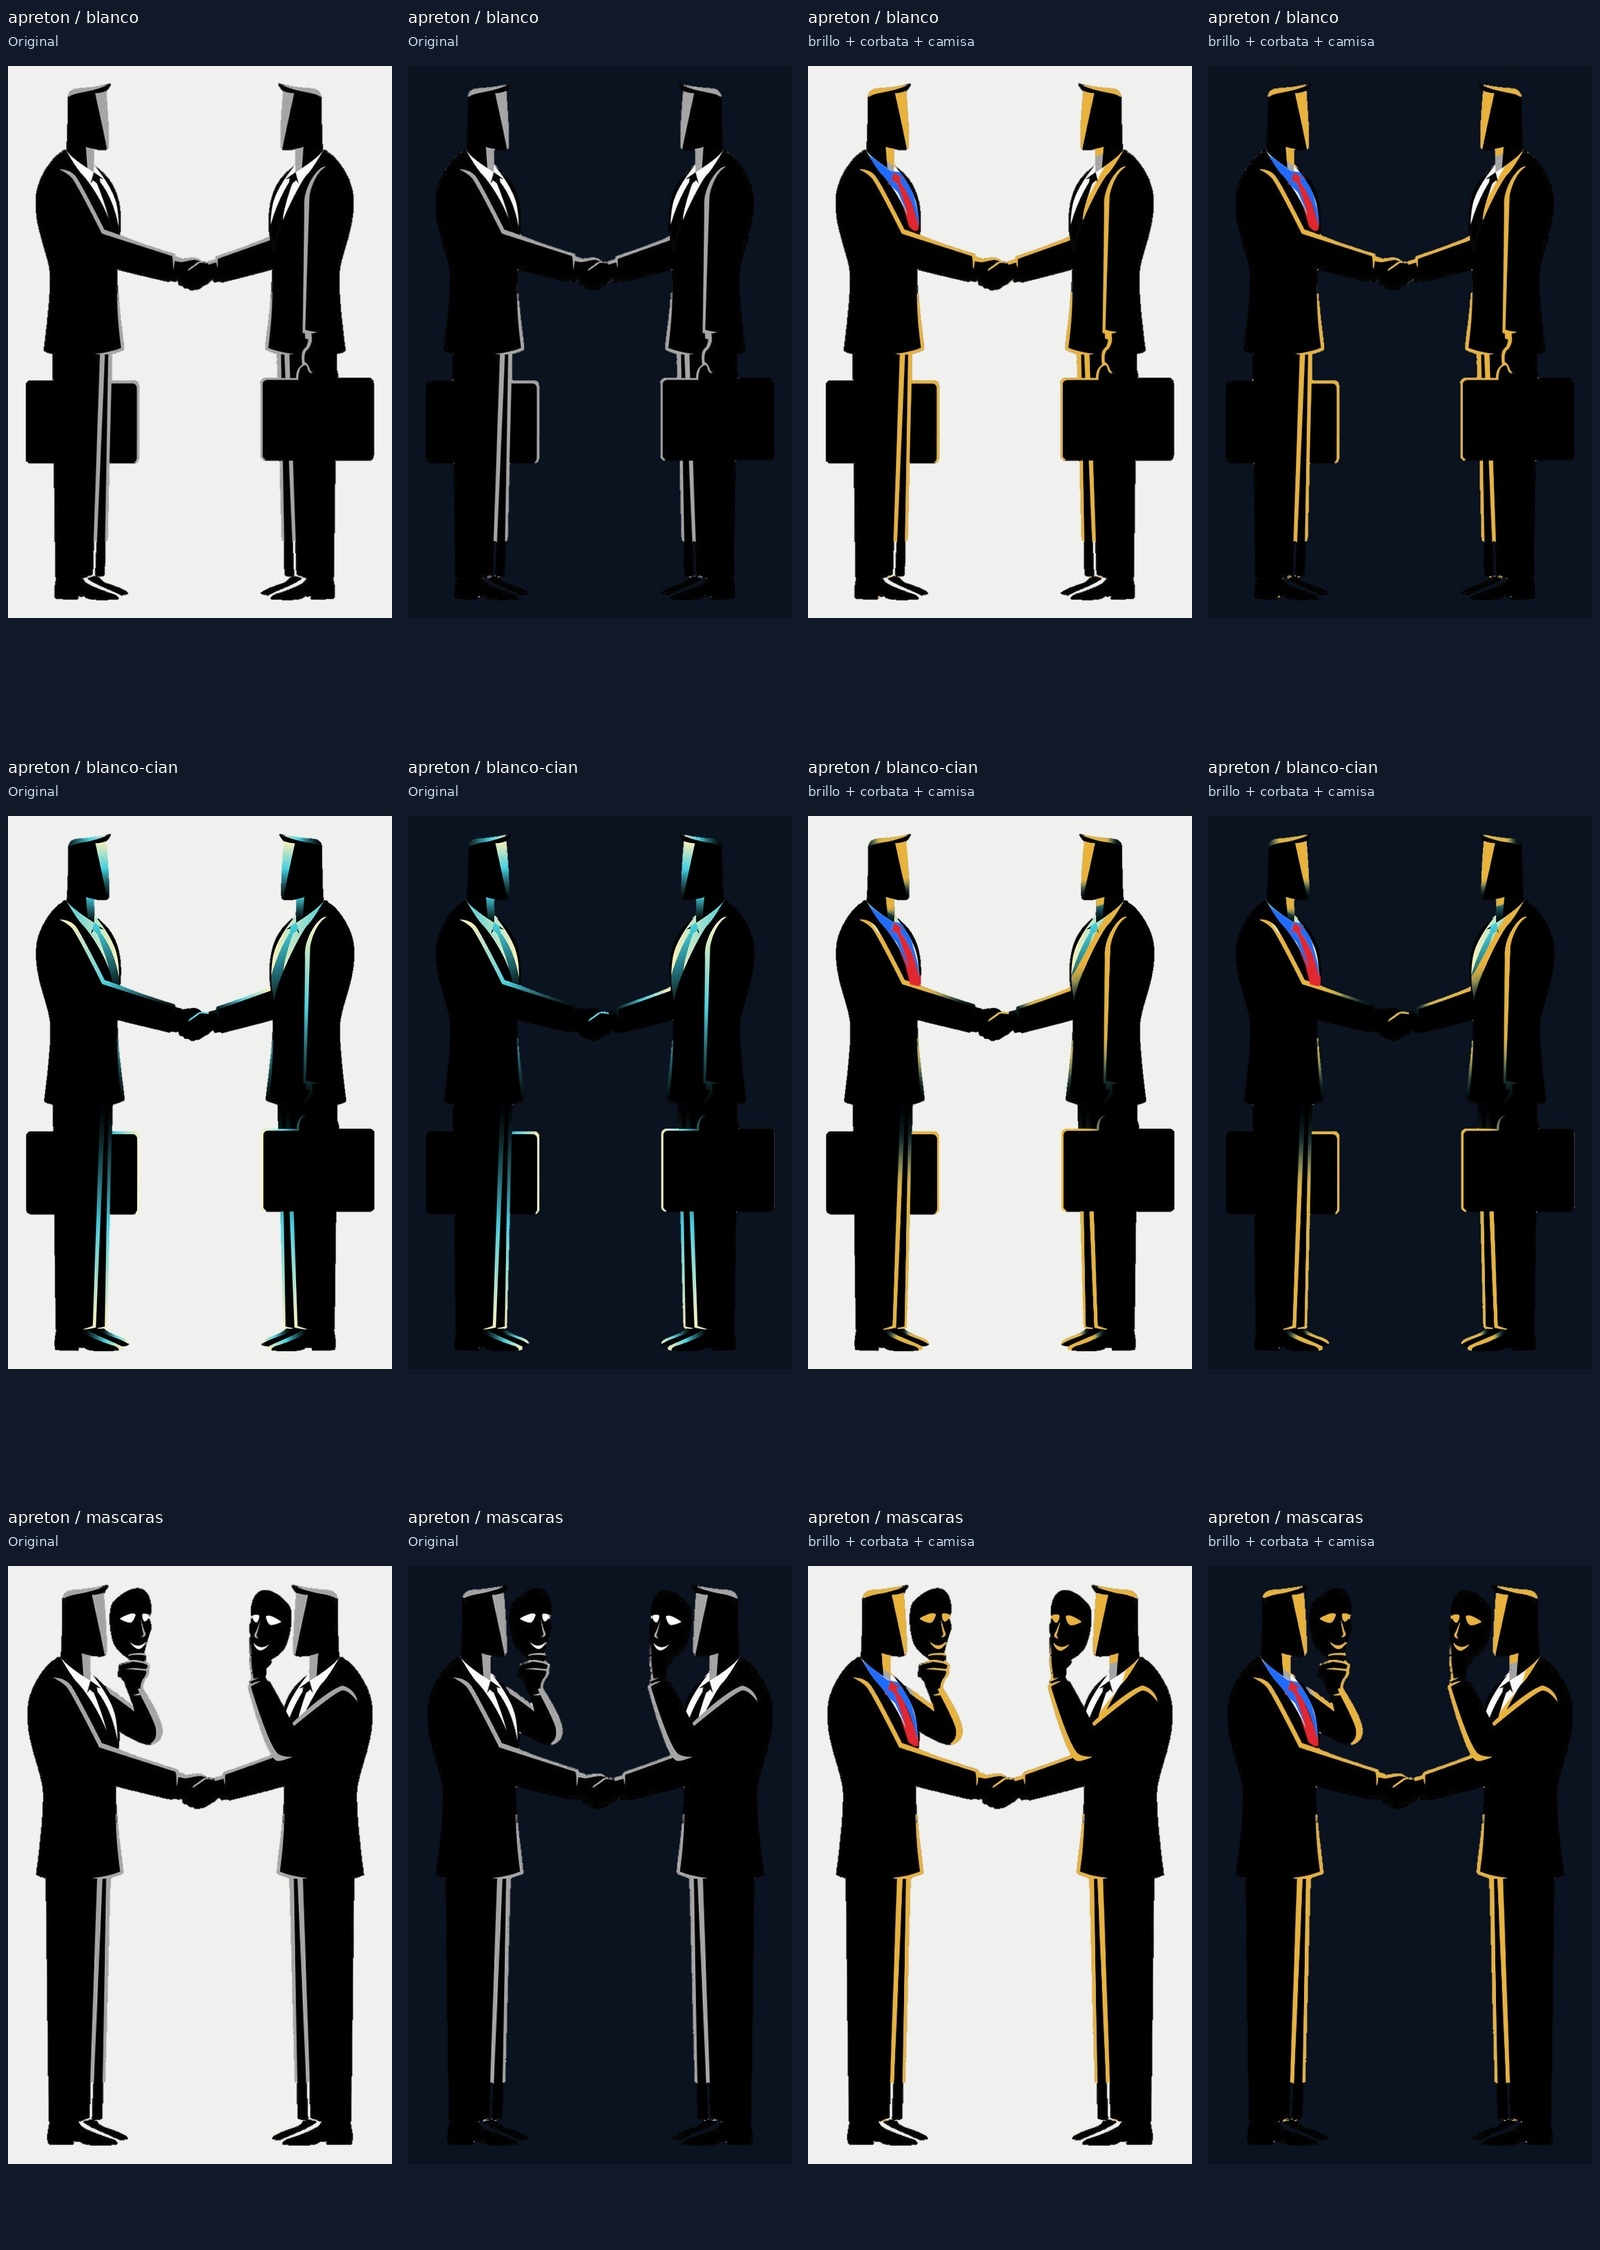 apreton / blanco
Original
apreton / blanco
Original
apreton / blanco
brillo + corbata + camisa
apreton / blanco
brillo + corbata + camisa
apreton / blanco-cian
Original
apreton / blanco-cian
Original
apreton / blanco-cian
brillo + corbata + camisa
apreton / blanco-cian
brillo + corbata + camisa
apreton / mascaras
Original
apreton / mascaras
Original
apreton / mascaras
brillo + corbata + camisa
apreton / mascaras
brillo + corbata + camisa